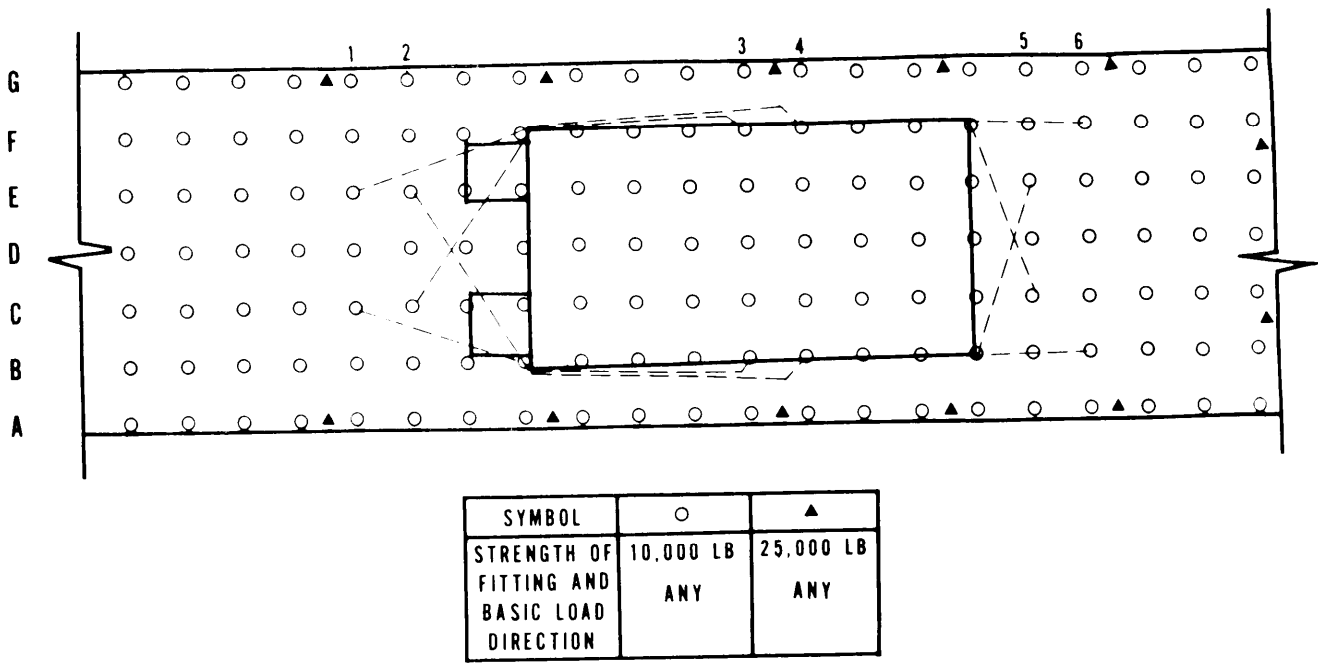 1 2 3 4 5 6
G
F
E
D
C
B
A
SYMBOL ○ ▲
STRENGTH OF FITTING AND BASIC LOAD DIRECTION 10,000 LB ANY 25,000 LB ANY